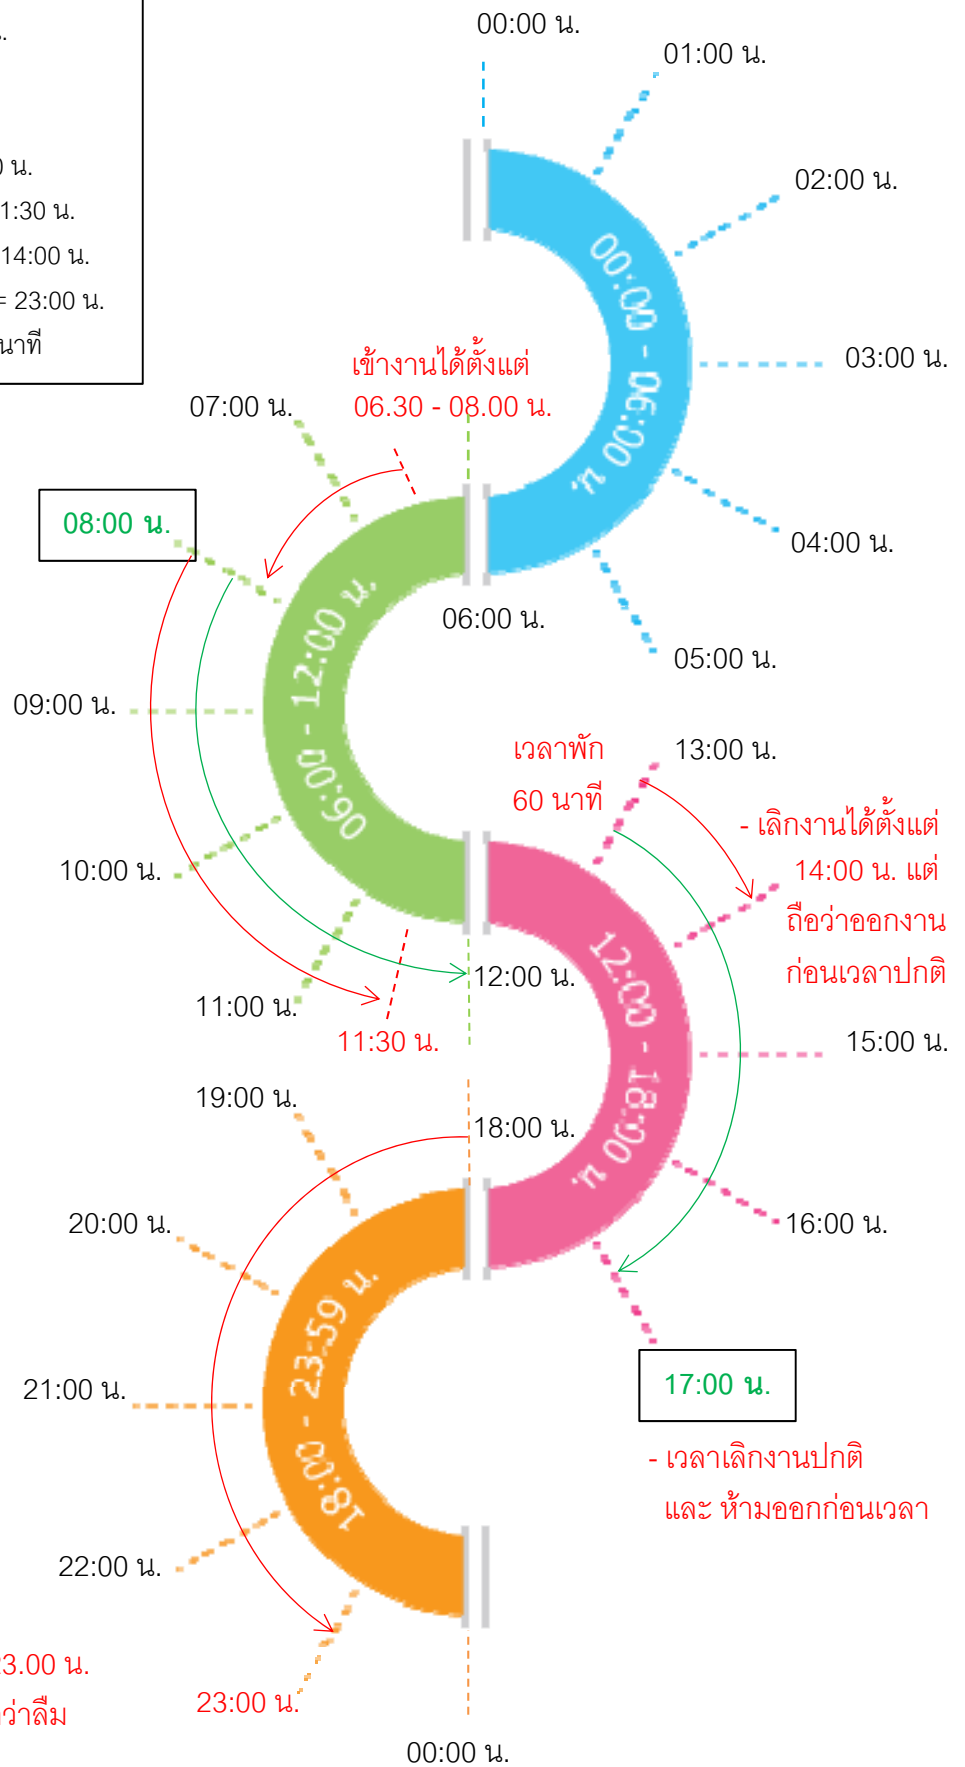 น.
0 น.
1:30 น.
14:00 น.
= 23:00 น.
นาที
00:00 น.
01:00 น.
02:00 น.
03:00 น.
04:00 น.
05:00 น.
00:00 - 06:00 น.
06:00 น.
เข้างานได้ตั้งแต่
06.30 - 08.00 น.
07:00 น.
08:00 น.
09:00 น.
10:00 น.
11:00 น.
11:30 น.
06:00 - 12:00 น.
12:00 น.
เวลาพัก
60 นาที
13:00 น.
- เลิกงานได้ตั้งแต่
14:00 น. แต่
ถือว่าออกงาน
ก่อนเวลาปกติ
15:00 น.
16:00 น.
12:00 - 18:00 น.
17:00 น.
- เวลาเลิกงานปกติ
และ ห้ามออกก่อนเวลา
18:00 น.
19:00 น.
20:00 น.
21:00 น.
22:00 น.
18:00 - 23:59 น.
23:00 น.
23.00 น.
ว่าลืม
00:00 น.